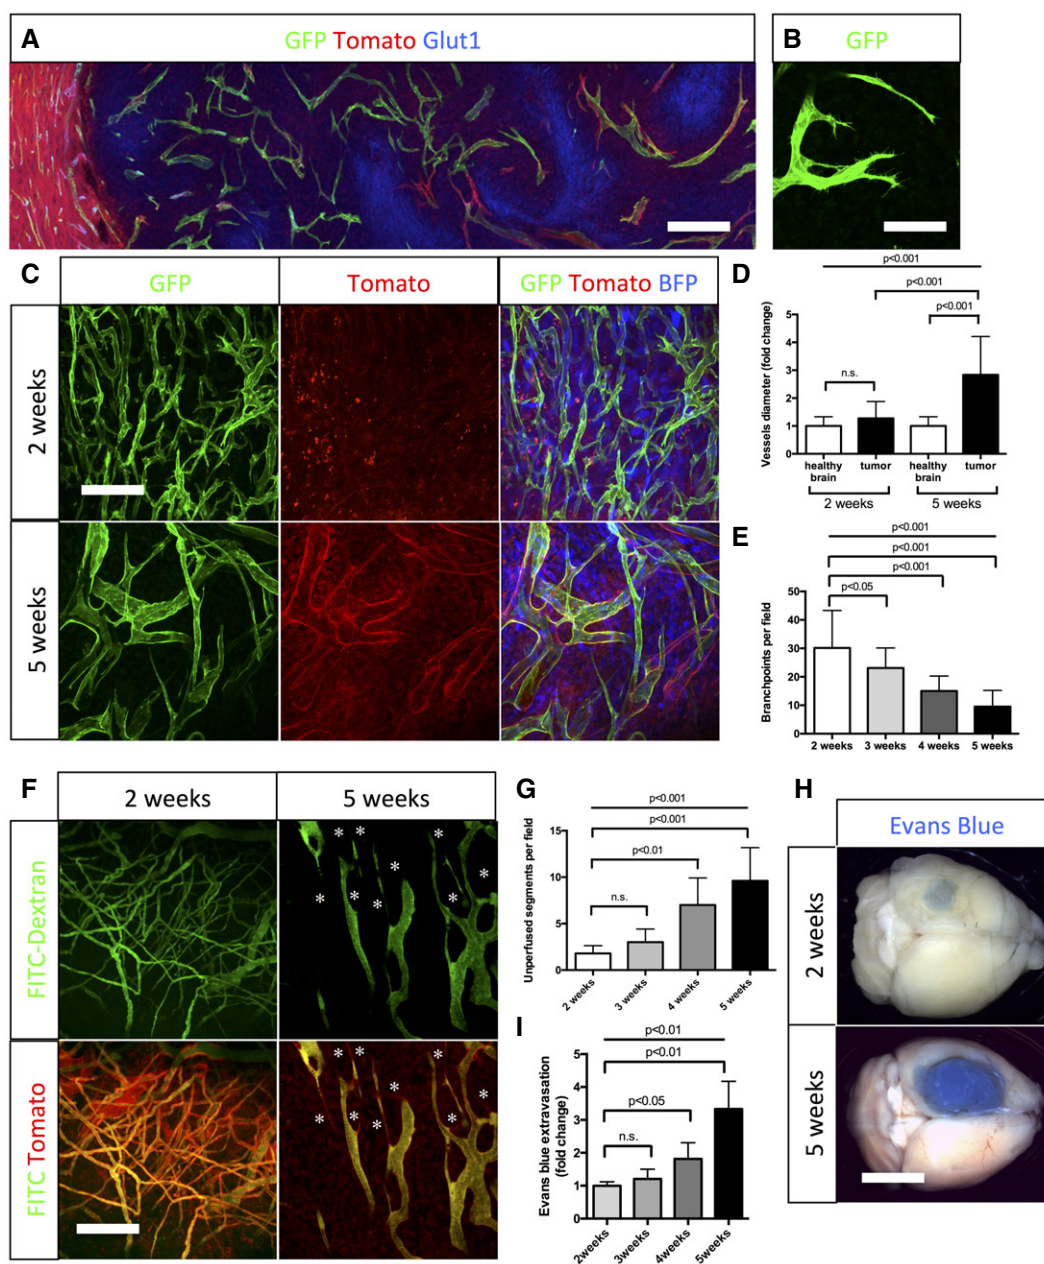 A
GFP Tomato Glut1
B
GFP
C
GFP
Tomato
GFP Tomato BFP
2 weeks
5 weeks
D
p<0.001
p<0.001
p<0.001
n.s.
Vessels diameter (fold change)
5
4
3
2
1
0
healthy brain
tumor
healthy brain
tumor
2 weeks
5 weeks
E
p<0.001
p<0.001
p<0.001
p<0.05
Branchpoints per field
50
40
30
20
10
0
2 weeks
3 weeks
4 weeks
5 weeks
F
2 weeks
5 weeks
FITC-Dextran
* * * * * * * * *
FITC Tomato
* * * * * * * * *
G
p<0.001
p<0.001
p<0.01
n.s.
Unperfused segments per field
15
10
5
0
2 weeks
3 weeks
4 weeks
5 weeks
H
Evans Blue
2 weeks
5 weeks
I
p<0.01
p<0.01
p<0.05
n.s.
Evans blue extravasation
(fold change)
5
4
3
2
1
0
2weeks
3weeks
4weeks
5weeks